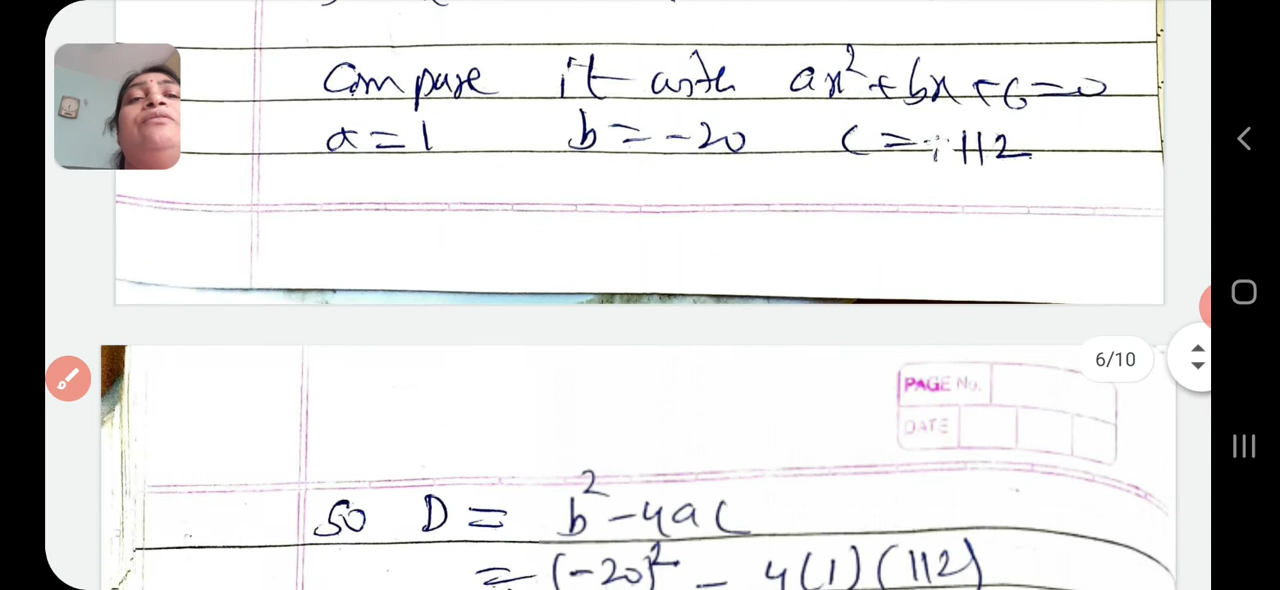 Compare it with ax²+bx+c=0
a=1 b=-20 c=+112
6/10
PAGE No.
DATE
So D= b²-4ac
= (-20)² - 4(1)(112)